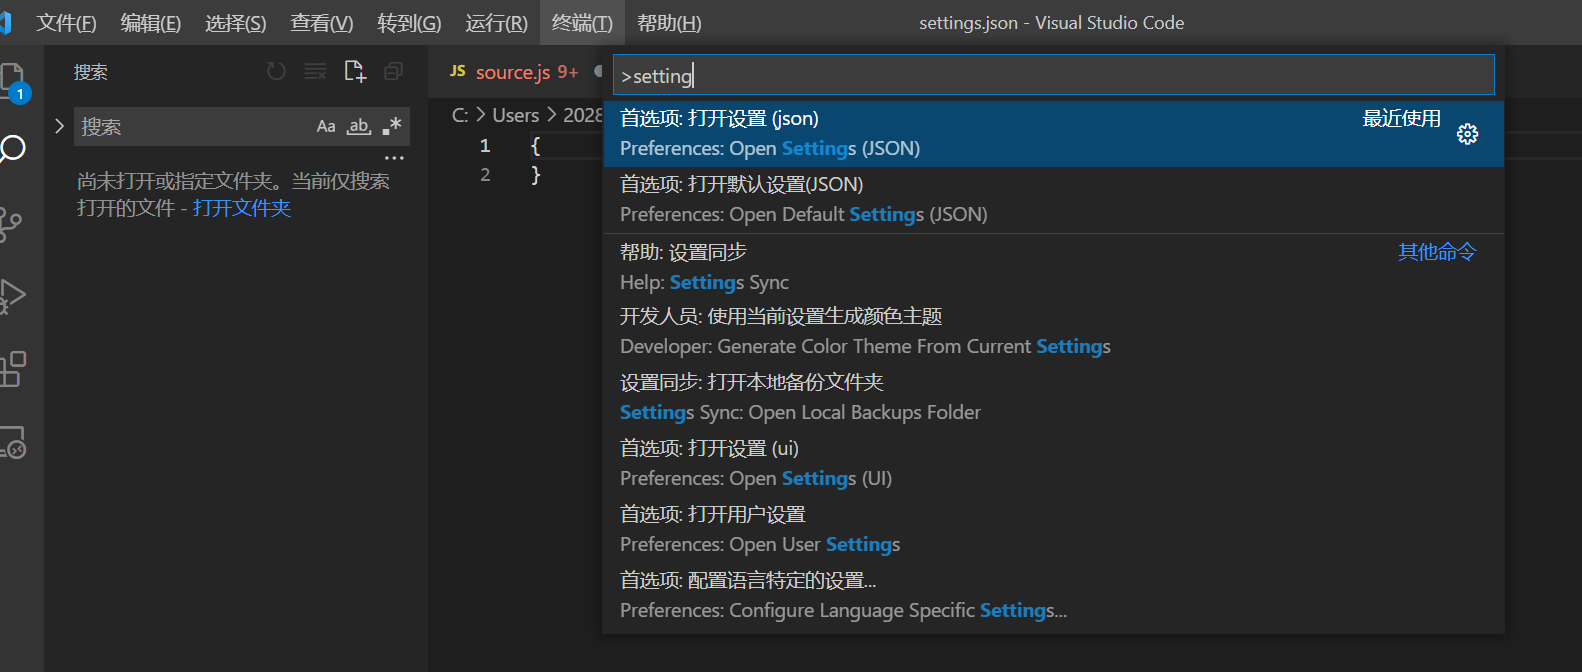 文件(F) 编辑(E) 选择(S) 查看(V) 转到(G) 运行(R) 终端(T) 帮助(H) settings.json - Visual Studio Code
搜索
1
搜索
Aa ab .*
尚未打开或指定文件夹。当前仅搜索
打开的文件 - 打开文件夹
JS source.js 9+
C: > Users > 2028
1 {
2 }
>setting
首选项: 打开设置 (json) 最近使用
Preferences: Open Settings (JSON)
首选项: 打开默认设置(JSON)
Preferences: Open Default Settings (JSON)
帮助: 设置同步 其他命令
Help: Settings Sync
开发人员: 使用当前设置生成颜色主题
Developer: Generate Color Theme From Current Settings
设置同步: 打开本地备份文件夹
Settings Sync: Open Local Backups Folder
首选项: 打开设置 (ui)
Preferences: Open Settings (UI)
首选项: 打开用户设置
Preferences: Open User Settings
首选项: 配置语言特定的设置...
Preferences: Configure Language Specific Settings...